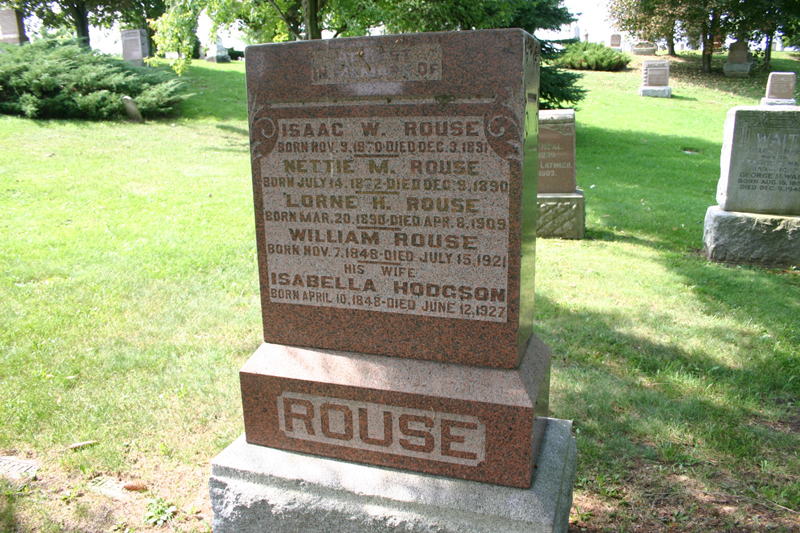 IN MEMORY OF
ISAAC W. ROUSE
BORN NOV. 9, 1870-DIED DEC. 3, 1891
NETTIE M. ROUSE
BORN JULY 14, 1872-DIED DEC. 9, 1890
LORNE H. ROUSE
BORN MAR. 20, 1890-DIED APR. 8, 1909
WILLIAM ROUSE
BORN NOV. 7, 1848-DIED JULY 15, 1921
HIS WIFE
ISABELLA HODGSON
BORN APRIL 10, 1848-DIED JUNE 12, 1927
ROUSE